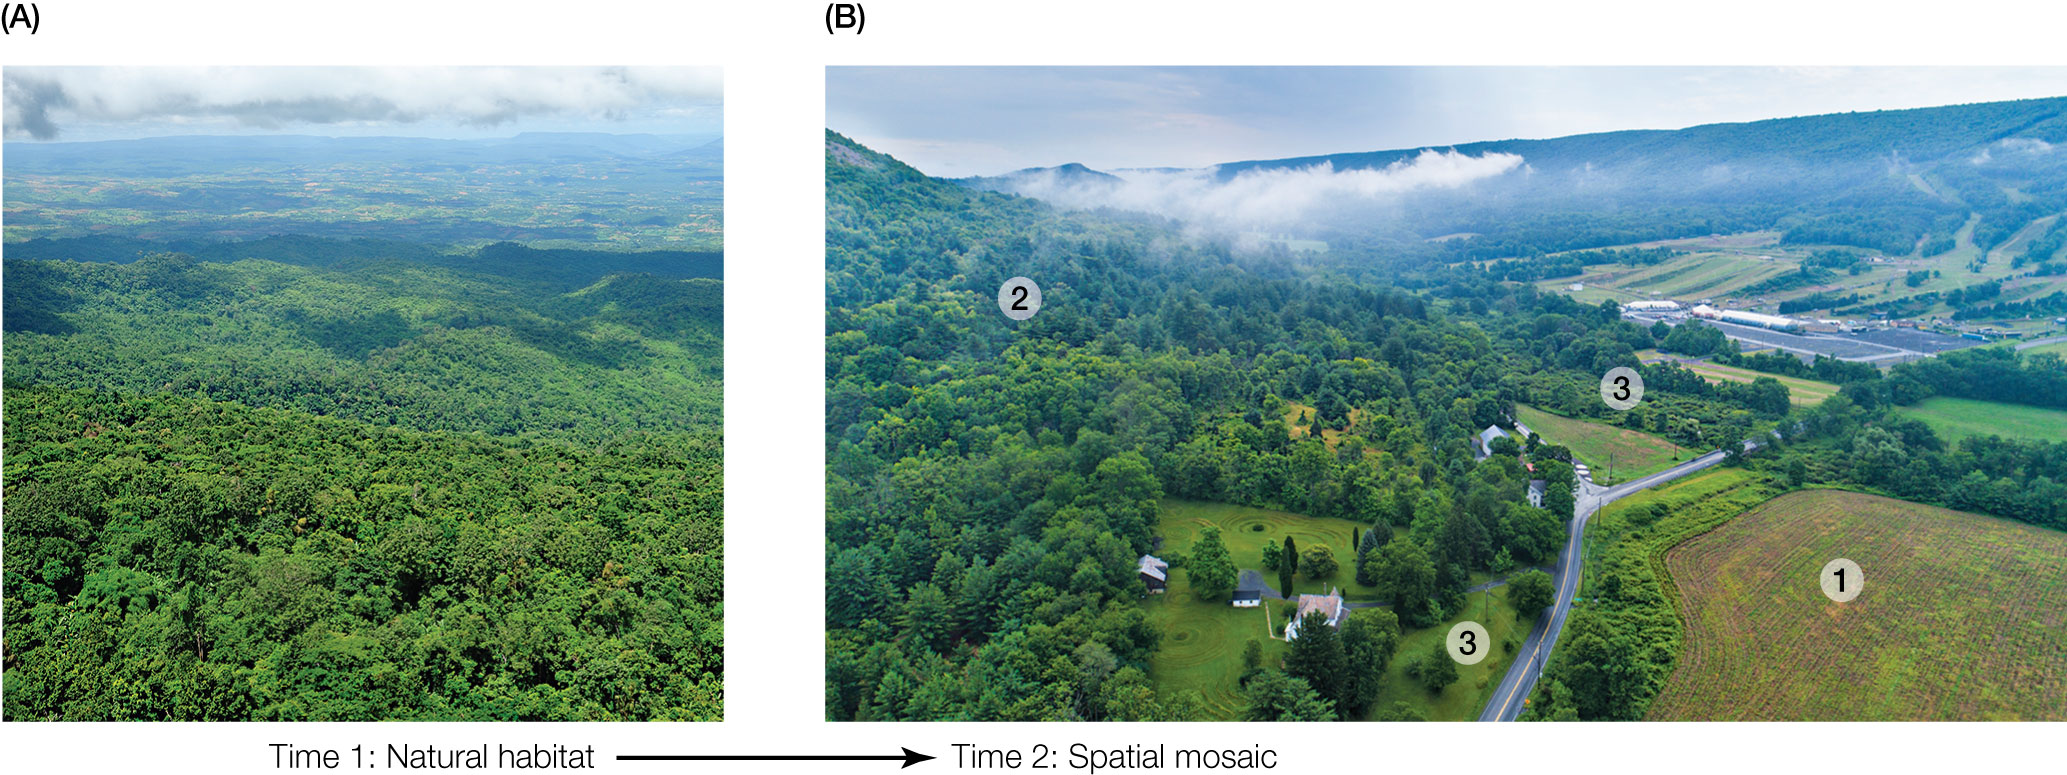 (A)
(B)
2
3
1
3
Time 1: Natural habitat
Time 2: Spatial mosaic